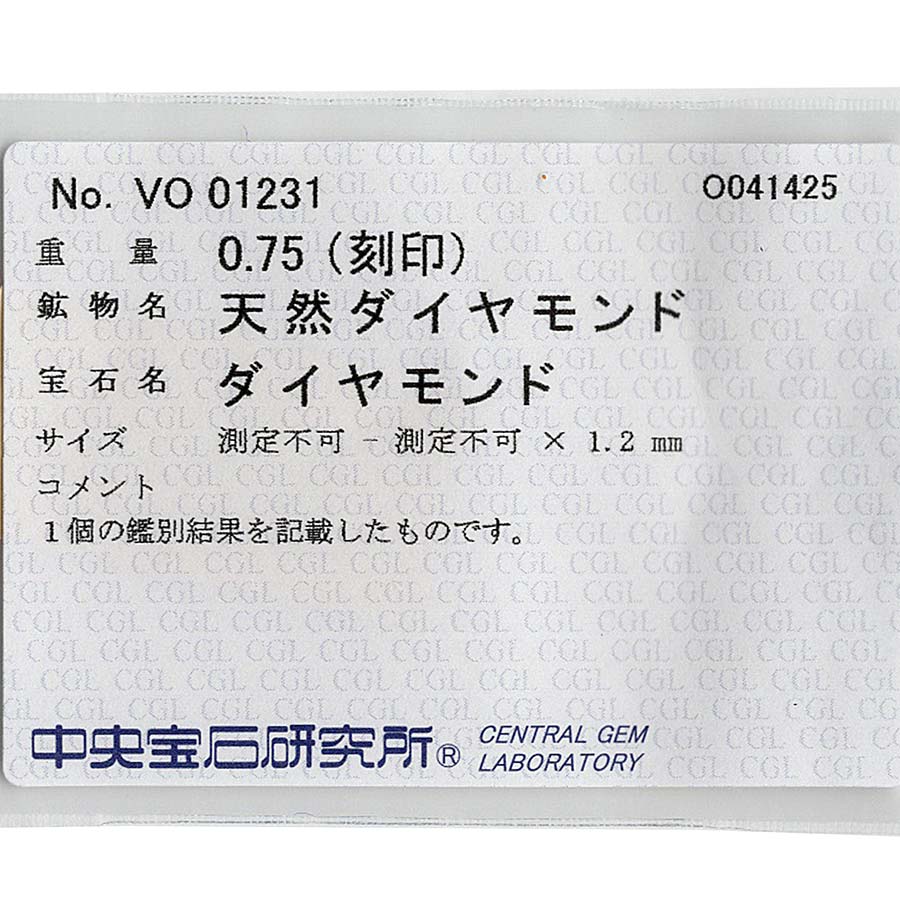 No. VO 01231 O041425
重量 0.75（刻印）
鉱物名 天然ダイヤモンド
宝石名 ダイヤモンド
サイズ 測定不可 - 測定不可 × 1.2 mm
コメント
１個の鑑別結果を記載したものです。
中央宝石研究所® CENTRAL GEM
LABORATORY